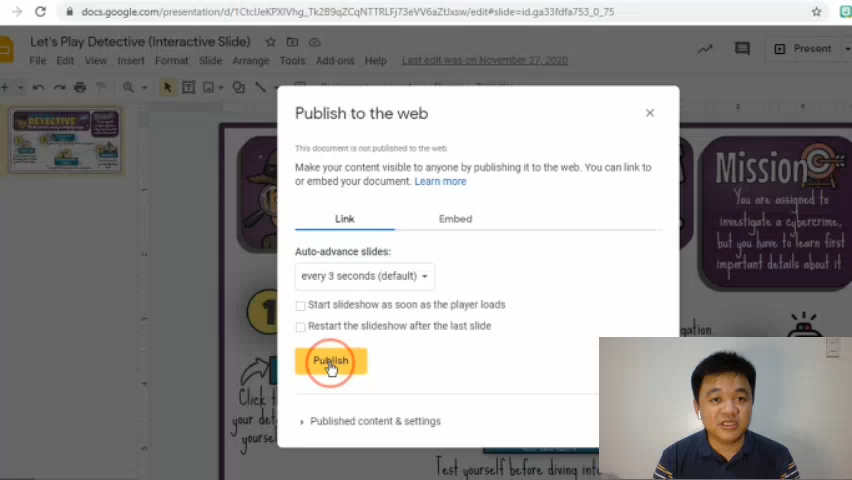 docs.google.com/presentation/d/1CtcIJeKPXIVhg_Tk2B9qZCqNTTRLFj73eVV6aZtJxsw/edit#slide=id.ga33fdfa753_0_75
Let's Play Detective (Interactive Slide)
File Edit View Insert Format Slide Arrange Tools Add-ons Help Last edit was on November 27, 2020
Present
DETECTIVE
Publish to the web
This document is not published to the web.
Make your content visible to anyone by publishing it to the web. You can link to
or embed your document. Learn more
Link Embed
Auto-advance slides:
every 3 seconds (default)
Start slideshow as soon as the player loads
Restart the slideshow after the last slide
Publish
Published content & settings
Mission
You are assigned to
investigate a cybercrime,
but you have to learn first
important details about it.
1
Click
your
yourse
Test yourself before diving into